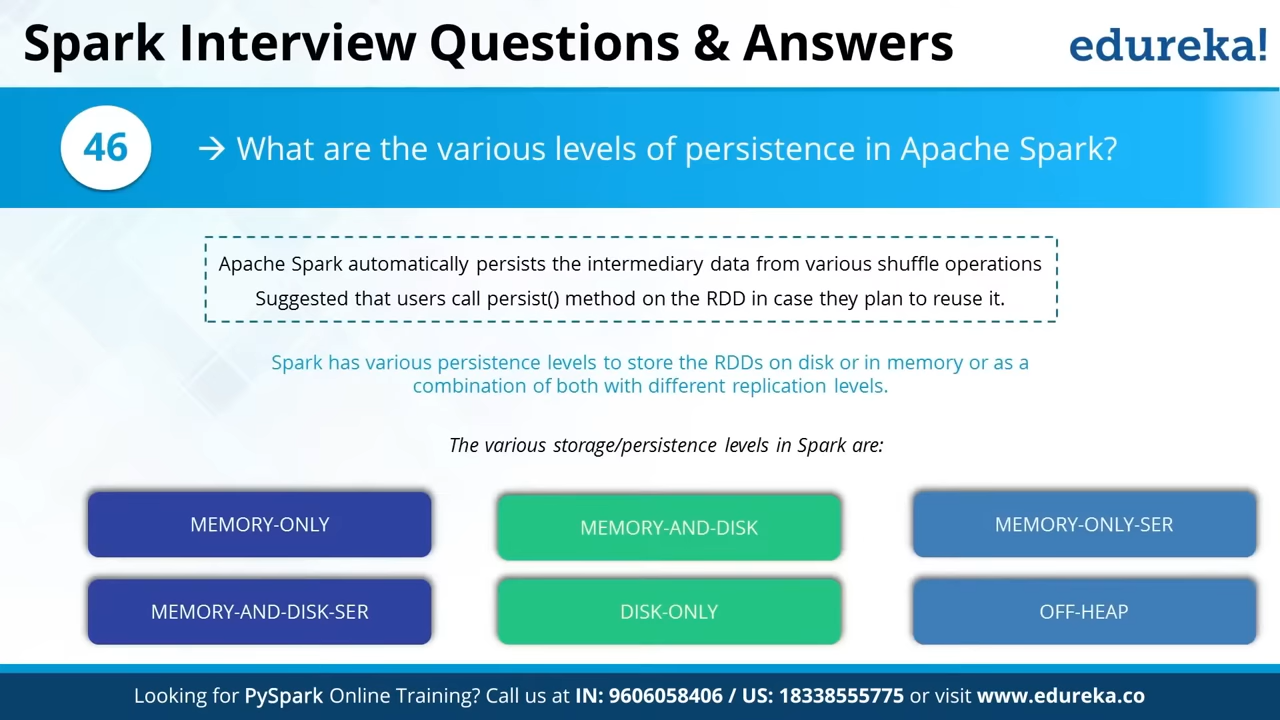 Spark Interview Questions & Answers
edureka!
46
→ What are the various levels of persistence in Apache Spark?
Apache Spark automatically persists the intermediary data from various shuffle operations
Suggested that users call persist() method on the RDD in case they plan to reuse it.
Spark has various persistence levels to store the RDDs on disk or in memory or as a
combination of both with different replication levels.
The various storage/persistence levels in Spark are:
MEMORY-ONLY
MEMORY-AND-DISK
MEMORY-ONLY-SER
MEMORY-AND-DISK-SER
DISK-ONLY
OFF-HEAP
Looking for PySpark Online Training? Call us at IN: 9606058406 / US: 18338555775 or visit www.edureka.co